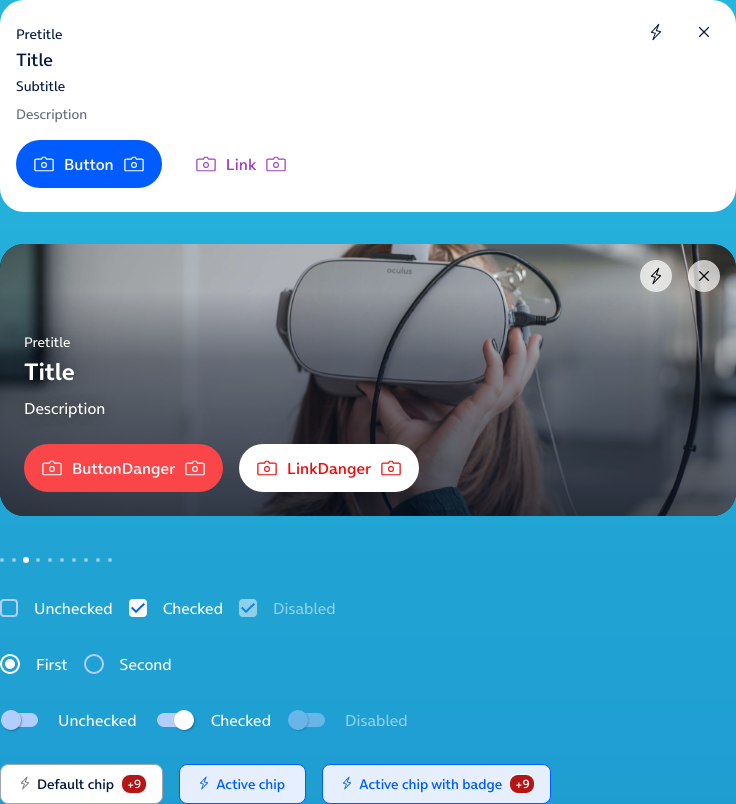 Pretitle
Title
Subtitle
Description
Button Link
oculus
Pretitle
Title
Description
ButtonDanger LinkDanger
Unchecked Checked Disabled
First Second
Unchecked Checked Disabled
Default chip +9 Active chip Active chip with badge +9